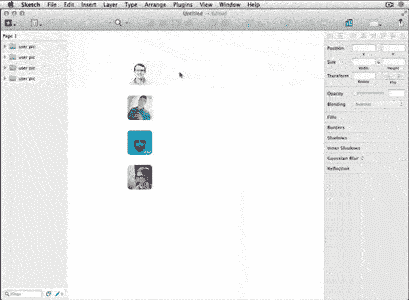 Sketch File Edit Insert Layer Type Arrange Plugins View Window Help
Untitled
Page 1
user pic
user pic
user pic
user pic
Position
X Y
Size
Width Height
Transform
Rotate Flip
Opacity
Blending Normal
Fills
Borders
Shadows
Inner Shadows
Gaussian Blur
Reflection
Filter